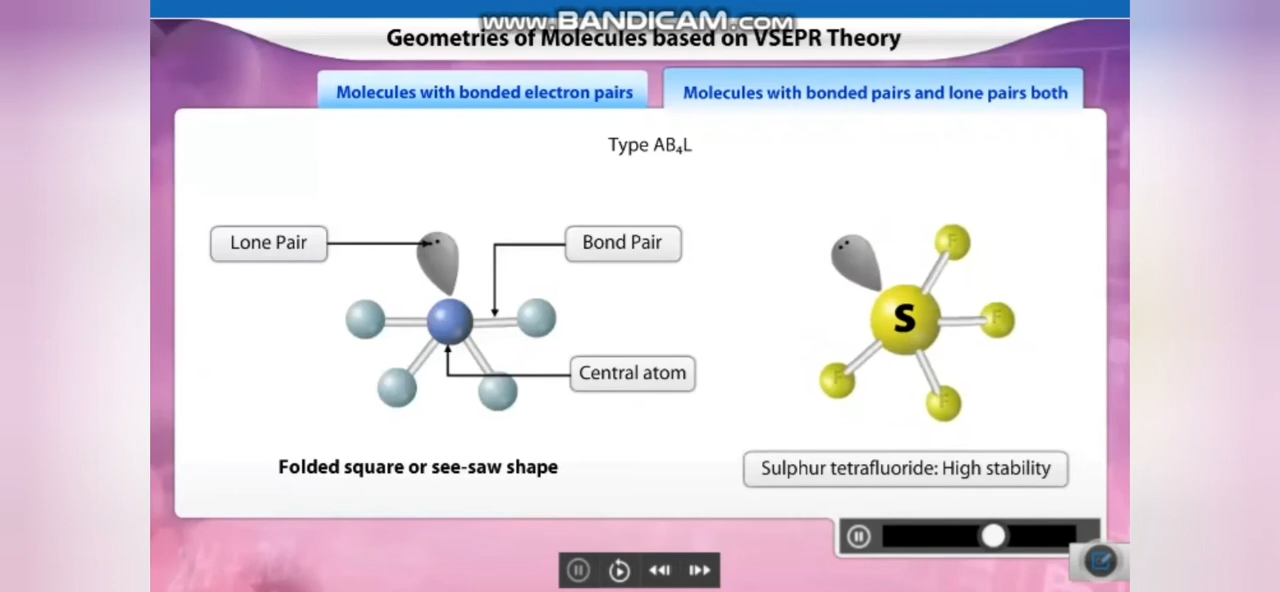 www.BANDICAM.com
Geometries of Molecules based on VSEPR Theory
Molecules with bonded electron pairs
Molecules with bonded pairs and lone pairs both
Type AB₄L
Lone Pair
Bond Pair
Central atom
F
F
S
F
F
Folded square or see-saw shape
Sulphur tetrafluoride: High stability